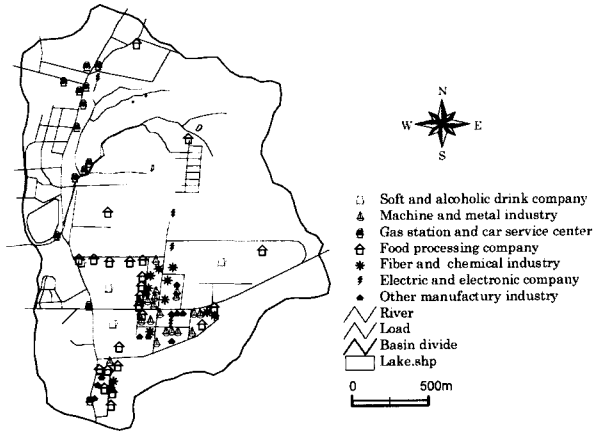 N
W E
S
Soft and alcoholic drink company
Machine and metal industry
Gas station and car service center
Food processing company
Fiber and chemical industry
Electric and electronic company
Other manufactury industry
River
Load
Basin divide
Lake.shp
0 500m